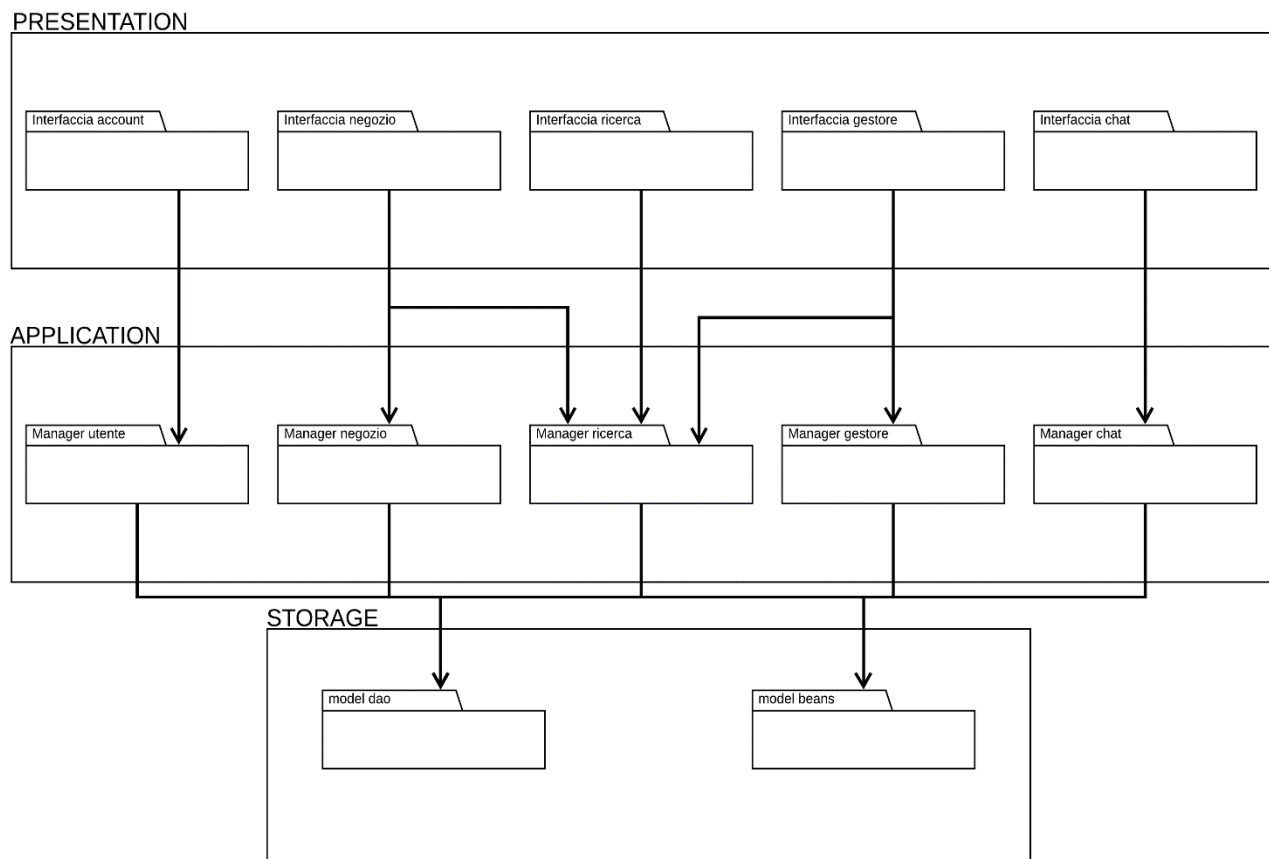 PRESENTATION
Interfaccia account
Interfaccia negozio
Interfaccia ricerca
Interfaccia gestore
Interfaccia chat
APPLICATION
Manager utente
Manager negozio
Manager ricerca
Manager gestore
Manager chat
STORAGE
model dao
model beans